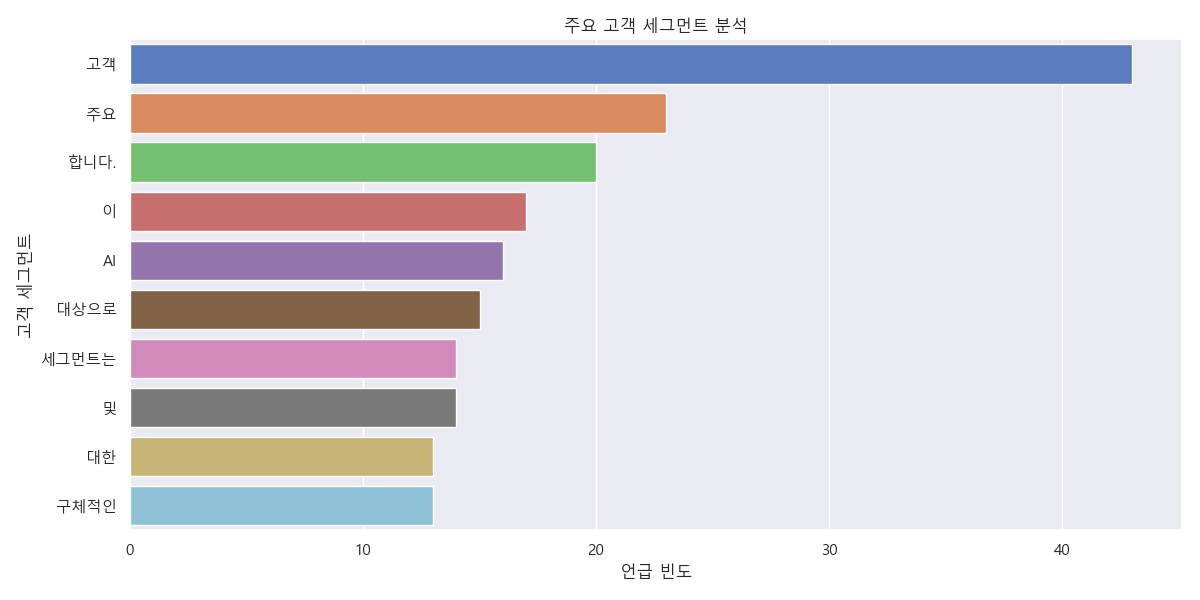 주요 고객 세그먼트 분석
고객
주요
합니다.
이
AI
대상으로
세그먼트는
및
대한
구체적인
고객 세그먼트
0 10 20 30 40
언급 빈도